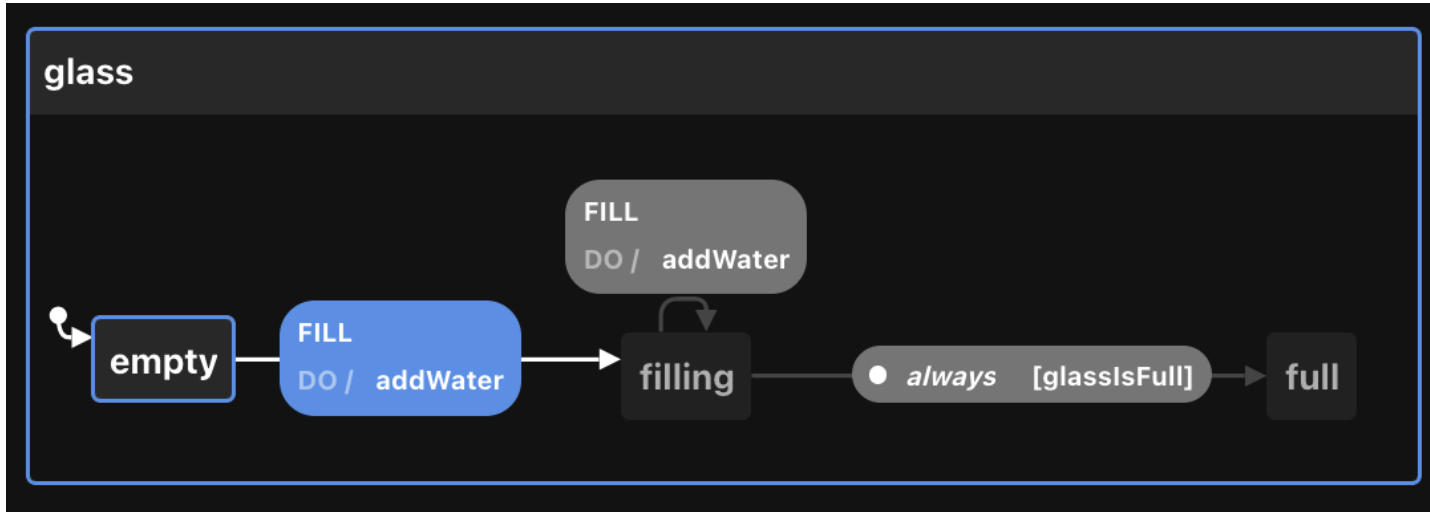 glass
FILL
DO / addWater
empty
FILL
DO / addWater
filling
always [glassIsFull]
full